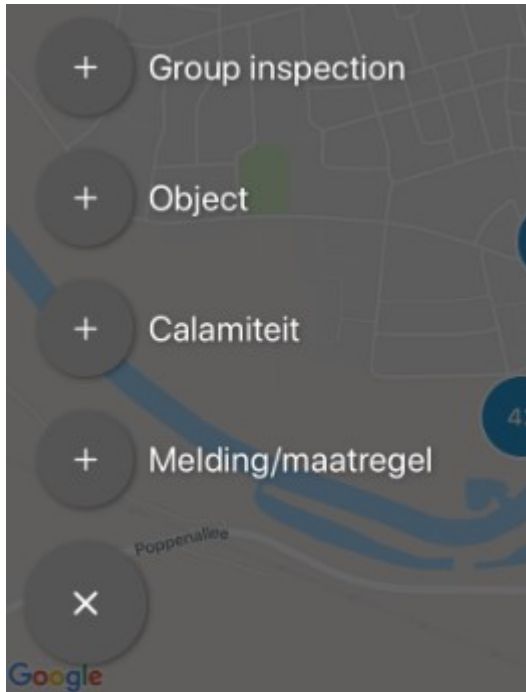 + Group inspection
+ Object
+ Calamiteit
+ Melding/maatregel
Poppenallee
×
Google